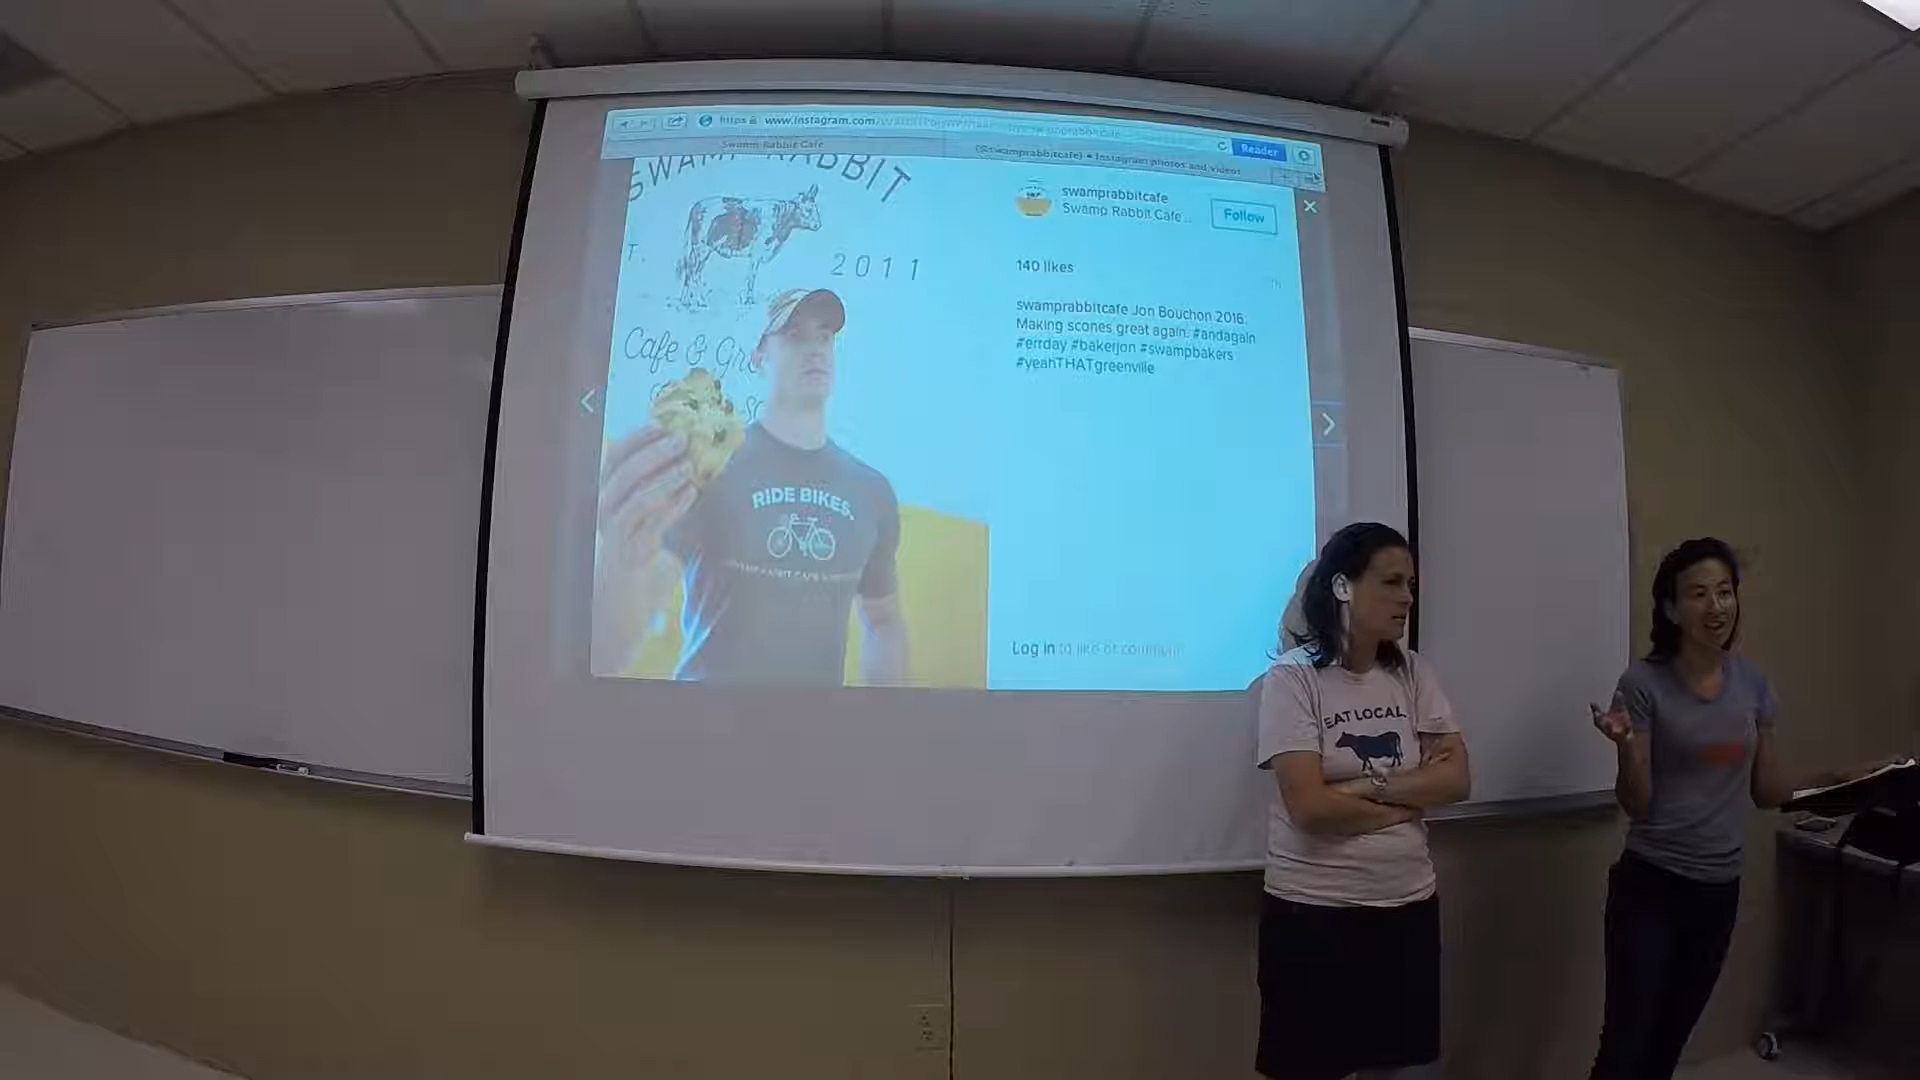 https www.instagram.com
Reader
Swamp Rabbit Cafe
(@swamprabbitcafe) • Instagram photos and videos
SWAMP RABBIT
T.
2011
Cafe & Gro
RIDE BIKES.
swamprabbitcafe
Swamp Rabbit Cafe...
Follow
140 likes
swamprabbitcafe Jon Bouchon 2016.
Making scones great again. #andagain
#errday #bakerjon #swampbakers
#yeahTHATgreenville
Log in to like or comment.
EAT LOCAL.